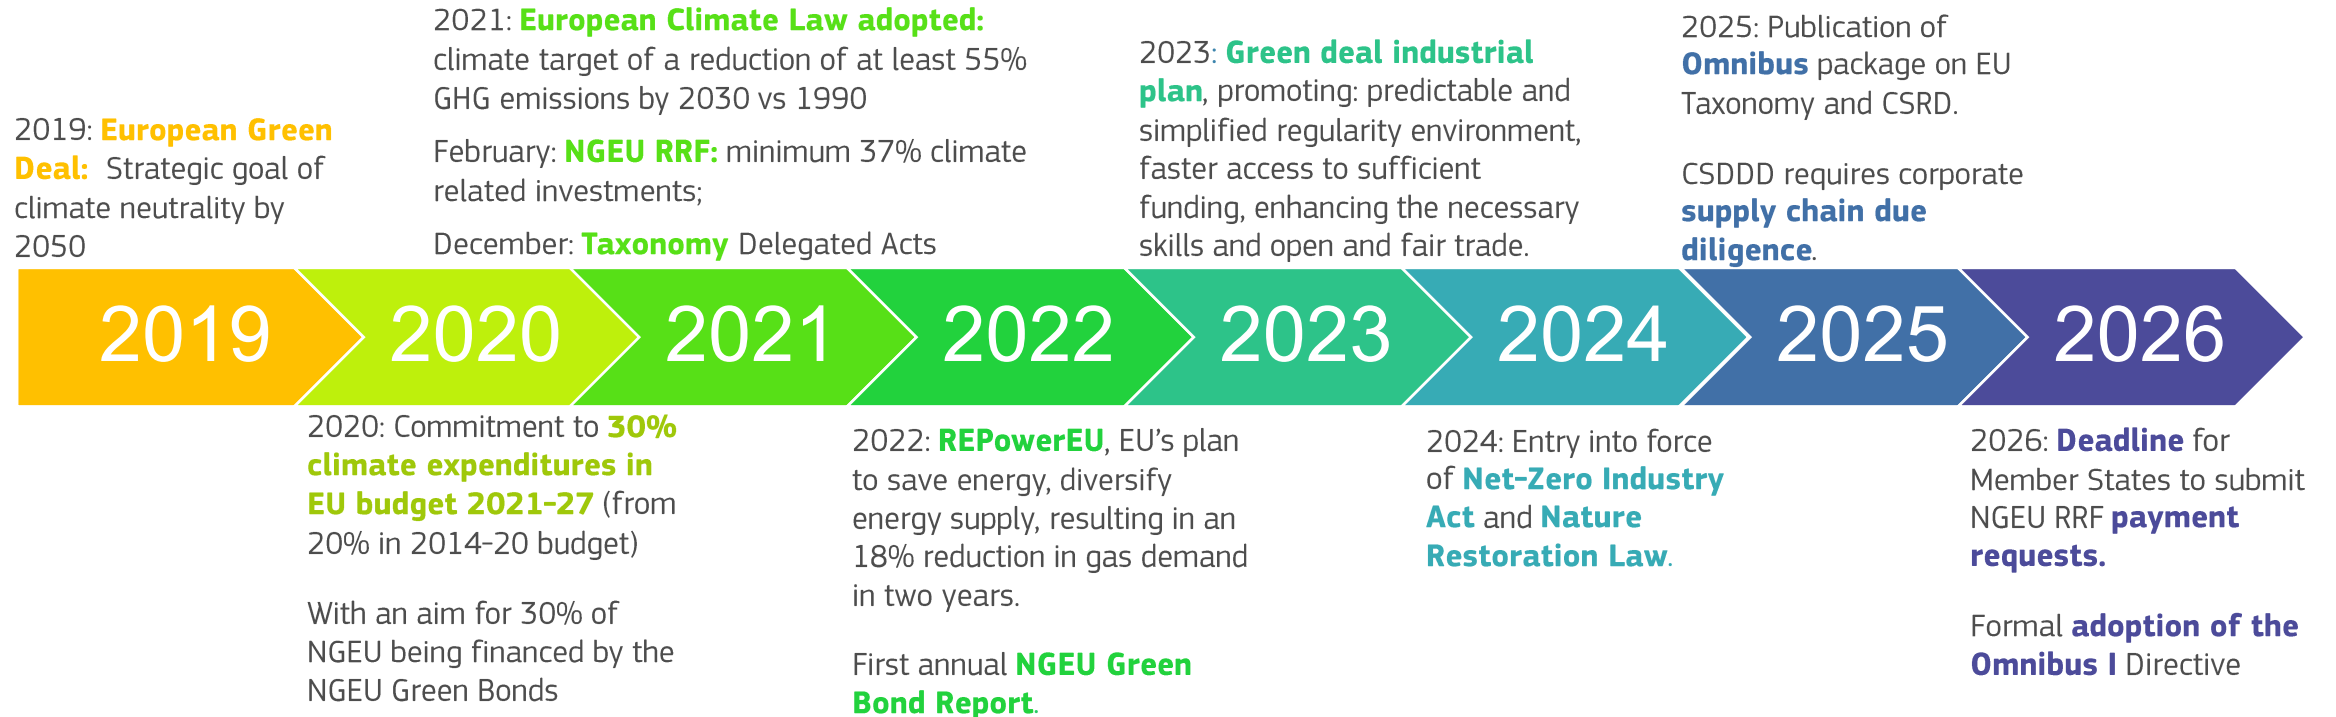 2019: European Green
Deal: Strategic goal of
climate neutrality by
2050
2021: European Climate Law adopted:
climate target of a reduction of at least 55%
GHG emissions by 2030 vs 1990
February: NGEU RRF: minimum 37% climate
related investments;
December: Taxonomy Delegated Acts
2023: Green deal industrial
plan, promoting: predictable and
simplified regularity environment,
faster access to sufficient
funding, enhancing the necessary
skills and open and fair trade.
2025: Publication of
Omnibus package on EU
Taxonomy and CSRD.
CSDDD requires corporate
supply chain due
diligence.
2019
2020
2021
2022
2023
2024
2025
2026
2020: Commitment to 30%
climate expenditures in
EU budget 2021-27 (from
20% in 2014-20 budget)
With an aim for 30% of
NGEU being financed by the
NGEU Green Bonds
2022: REPowerEU, EU’s plan
to save energy, diversify
energy supply, resulting in an
18% reduction in gas demand
in two years.
First annual NGEU Green
Bond Report.
2024: Entry into force
of Net-Zero Industry
Act and Nature
Restoration Law.
2026: Deadline for
Member States to submit
NGEU RRF payment
requests.
Formal adoption of the
Omnibus I Directive